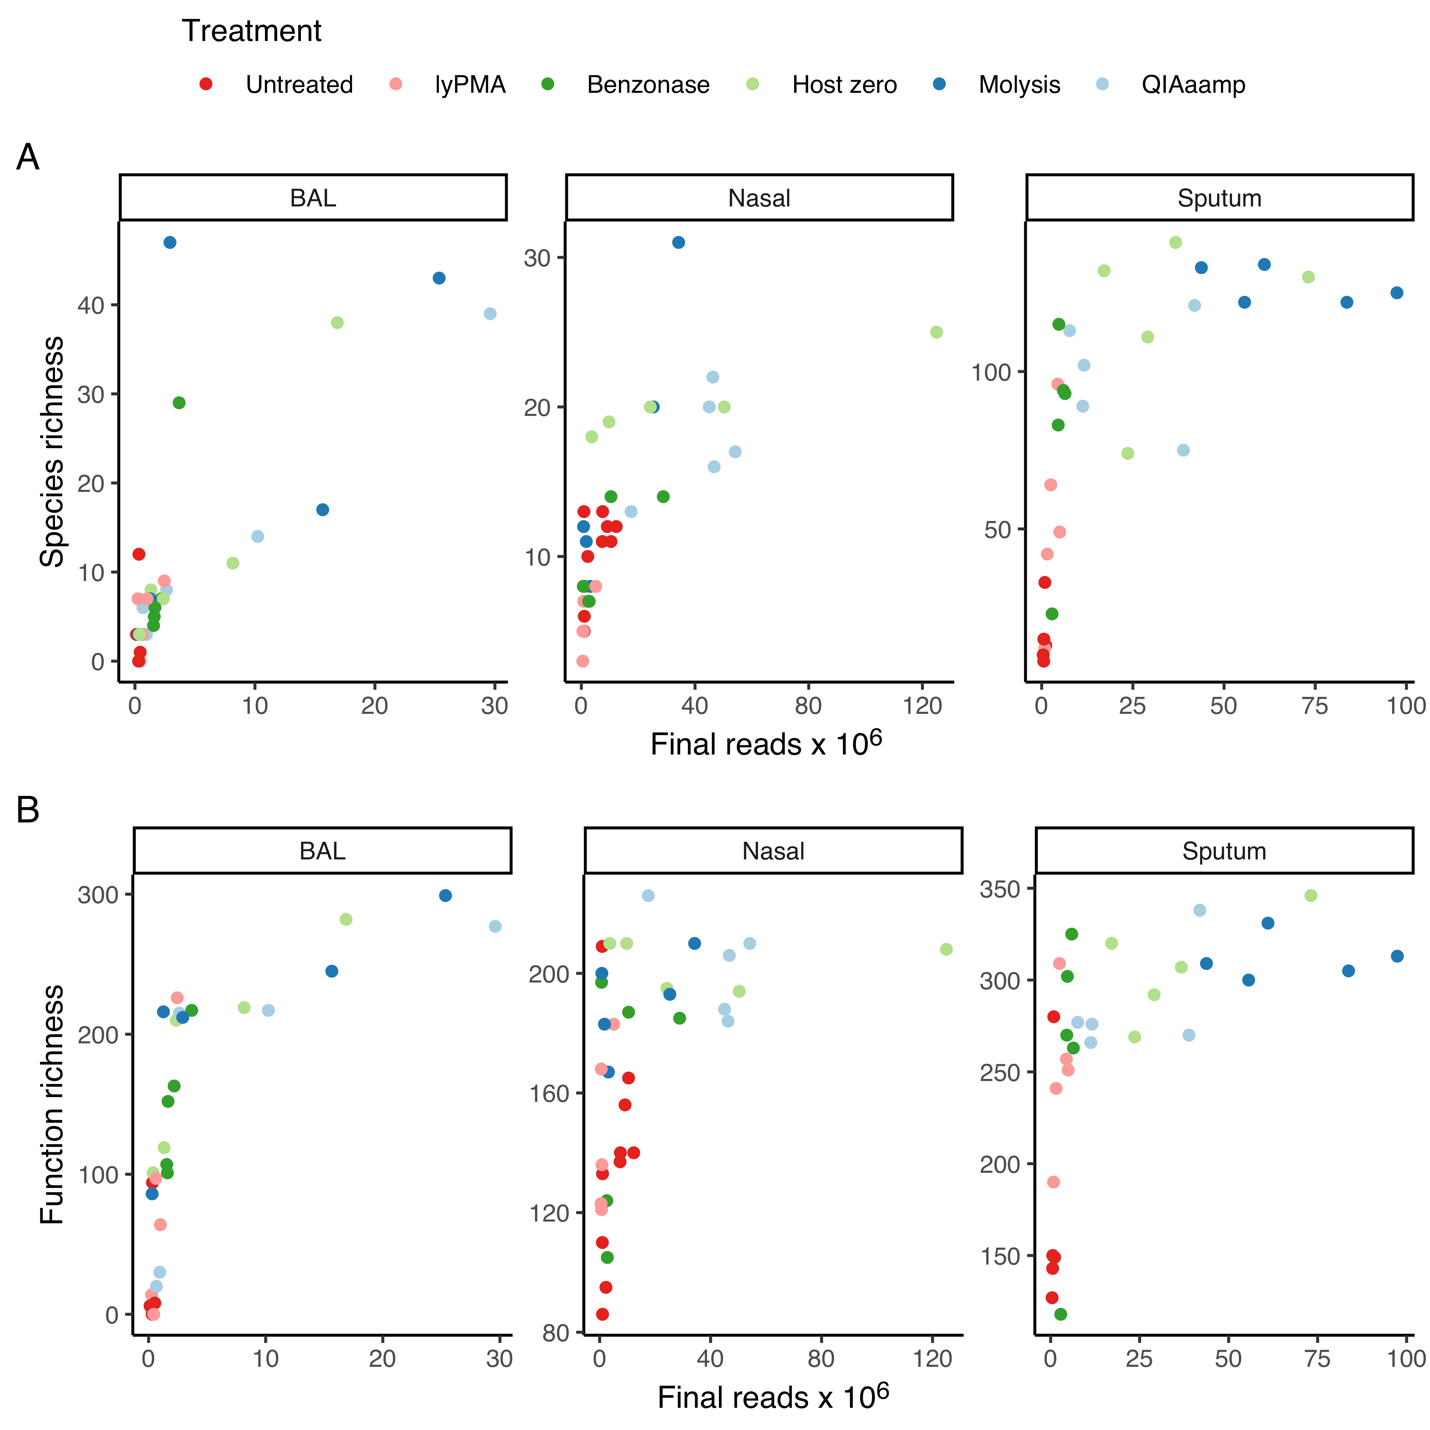 Treatment
Untreated lyPMA Benzonase Host zero Molysis QIAaamp
A
BAL Nasal Sputum
Species richness
40
30
20
10
0
30
20
10
100
50
0 10 20 30
0 40 80 120
0 25 50 75 100
Final reads x 10⁶
B
BAL Nasal Sputum
Function richness
300
200
100
0
200
160
120
80
350
300
250
200
150
0 10 20 30
0 40 80 120
0 25 50 75 100
Final reads x 10⁶